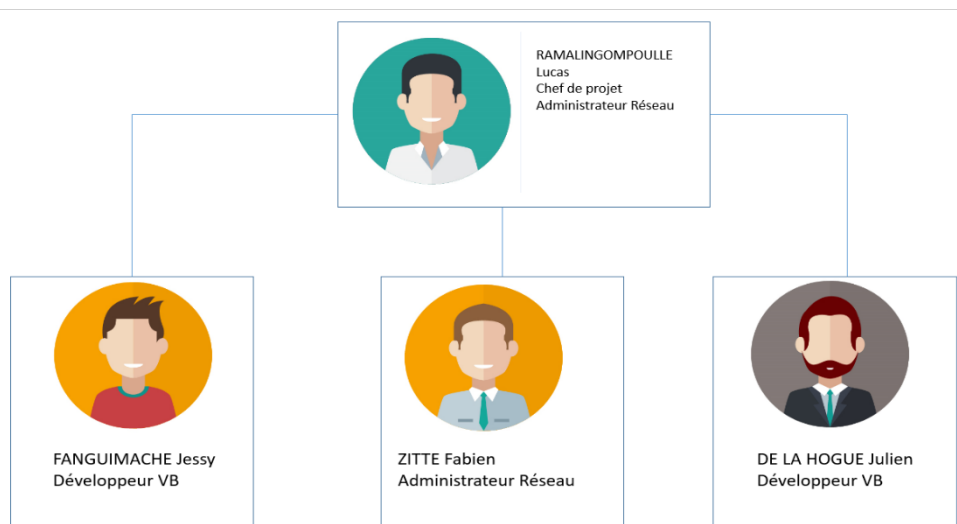 RAMALINGOMPOULLE
Lucas
Chef de projet
Administrateur Réseau
FANGUIMACHE Jessy
Développeur VB
ZITTE Fabien
Administrateur Réseau
DE LA HOGUE Julien
Développeur VB